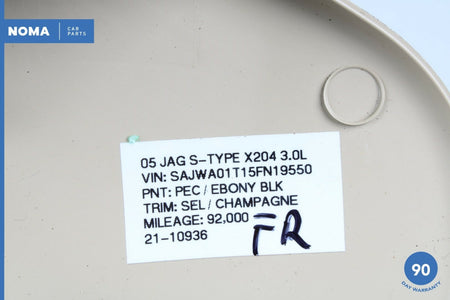 NOMA CAR PARTS
05 JAG S-TYPE X204 3.0L
VIN: SAJWA01T15FN19550
PNT: PEC / EBONY BLK
TRIM: SEL / CHAMPAGNE
MILEAGE: 92,000
21-10936
FR
90
DAY WARRANTY